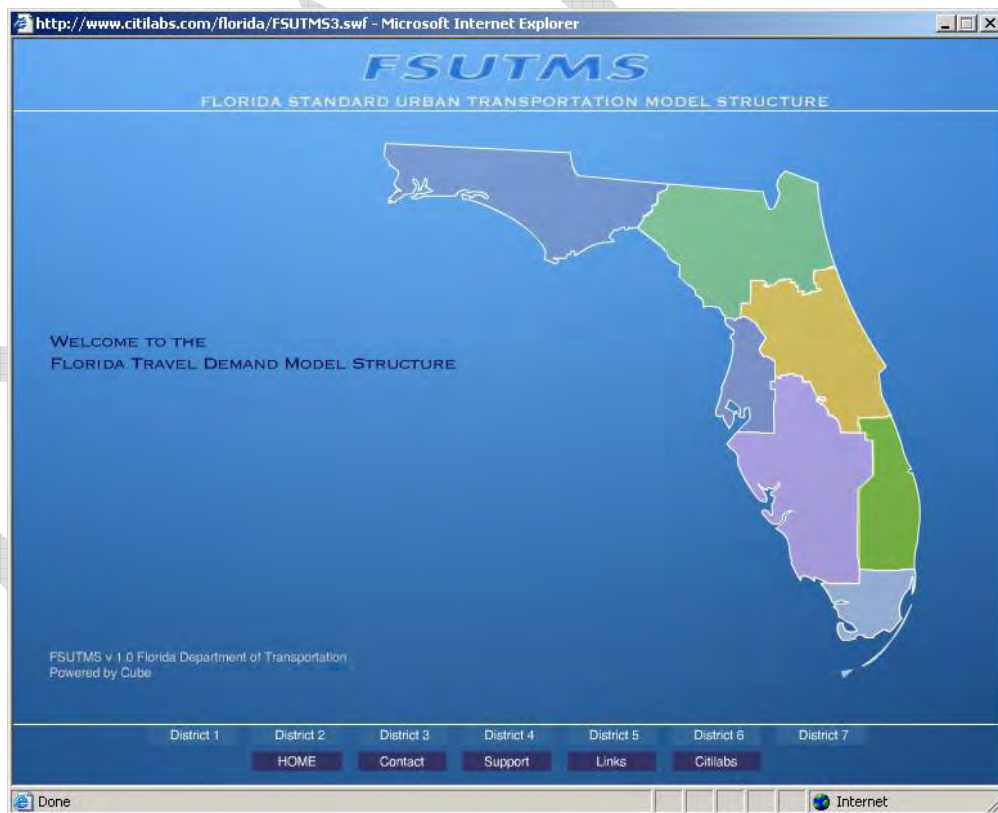 http://www.citilabs.com/florida/FSUTMS3.swf - Microsoft Internet Explorer
FSUTMS
FLORIDA STANDARD URBAN TRANSPORTATION MODEL STRUCTURE
WELCOME TO THE
FLORIDA TRAVEL DEMAND MODEL STRUCTURE
FSUTMS v 1.0 Florida Department of Transportation
Powered by Cube
District 1 District 2 District 3 District 4 District 5 District 6 District 7
HOME Contact Support Links Citilabs
Done Internet